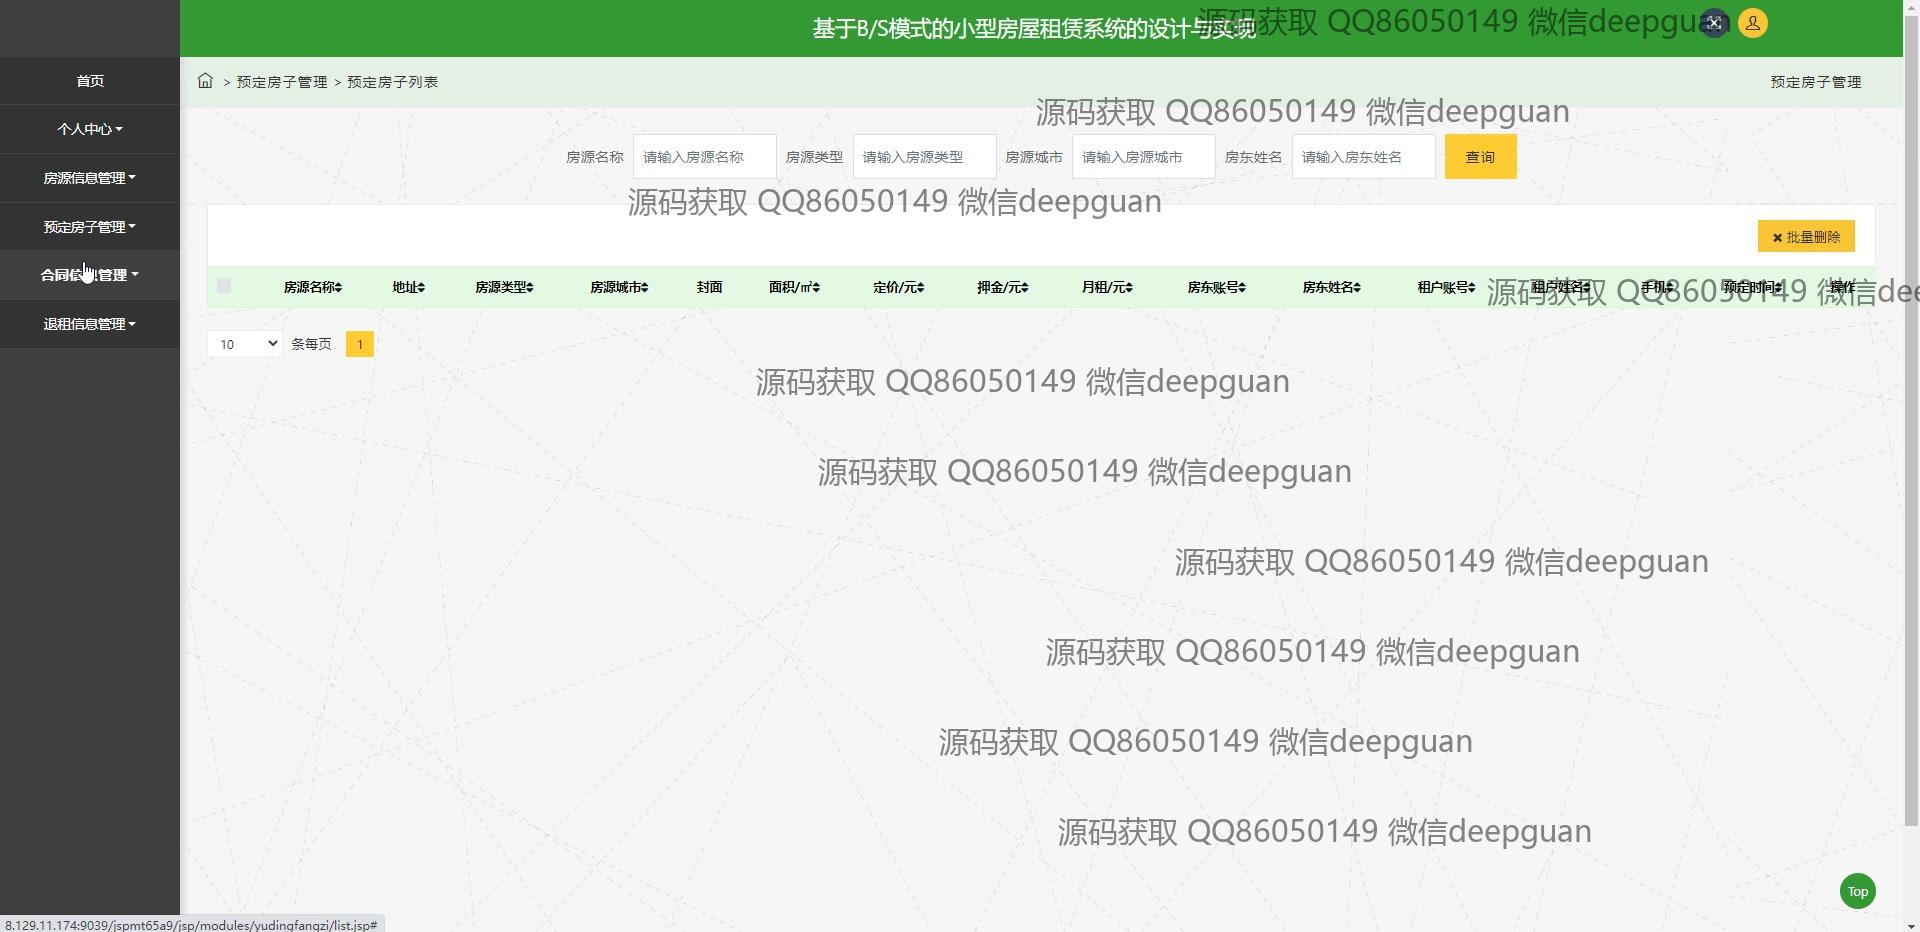 基于B/S模式的小型房屋租赁系统的设计与实现
源码获取 QQ86050149 微信deepguan
首页
个人中心
房源信息管理
预定房子管理
合同信息管理
退租信息管理
> 预定房子管理 > 预定房子列表
预定房子管理
源码获取 QQ86050149 微信deepguan
房源名称 请输入房源名称 房源类型 请输入房源类型 房源城市 请输入房源城市 房东姓名 请输入房东姓名 查询
源码获取 QQ86050149 微信deepguan
批量删除
房源名称 地址 房源类型 房源城市 封面 面积/㎡ 定价/元 押金/元 月租/元 房东账号 房东姓名 租户账号 租户姓名 手机 预定时间 操作
源码获取 QQ86050149 微信dee
10 条每页 1
源码获取 QQ86050149 微信deepguan
源码获取 QQ86050149 微信deepguan
源码获取 QQ86050149 微信deepguan
源码获取 QQ86050149 微信deepguan
源码获取 QQ86050149 微信deepguan
源码获取 QQ86050149 微信deepguan
Top
8.129.11.174:9039/jspmt65a9/jsp/modules/yudingfangzi/list.jsp#